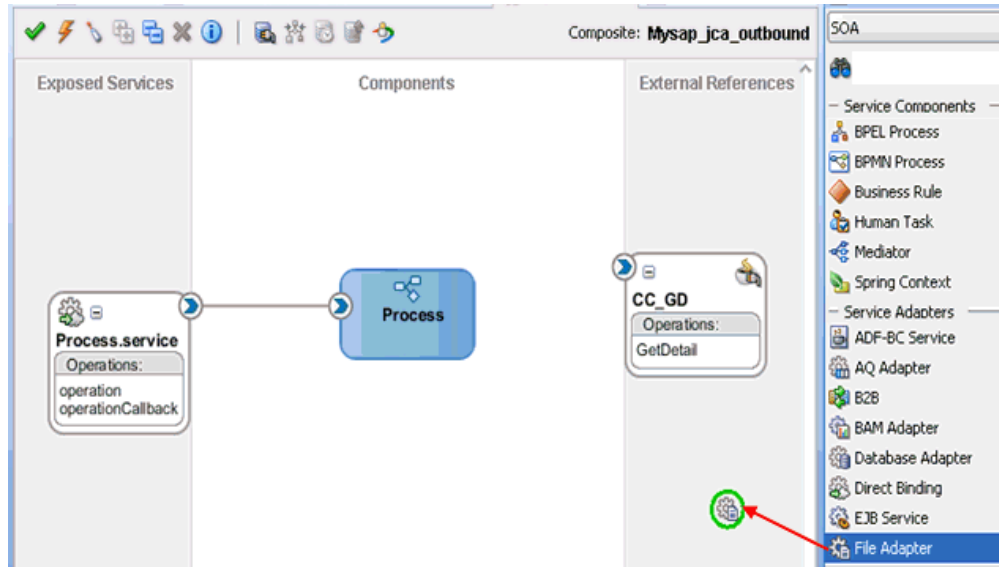 Composite: Mysap_jca_outbound
Exposed Services
Components
External References
Process.service
Operations:
operation
operationCallback
Process
CC_GD
Operations:
GetDetail
SOA
Service Components
BPEL Process
BPMN Process
Business Rule
Human Task
Mediator
Spring Context
Service Adapters
ADF-BC Service
AQ Adapter
B2B
BAM Adapter
Database Adapter
Direct Binding
EJB Service
File Adapter